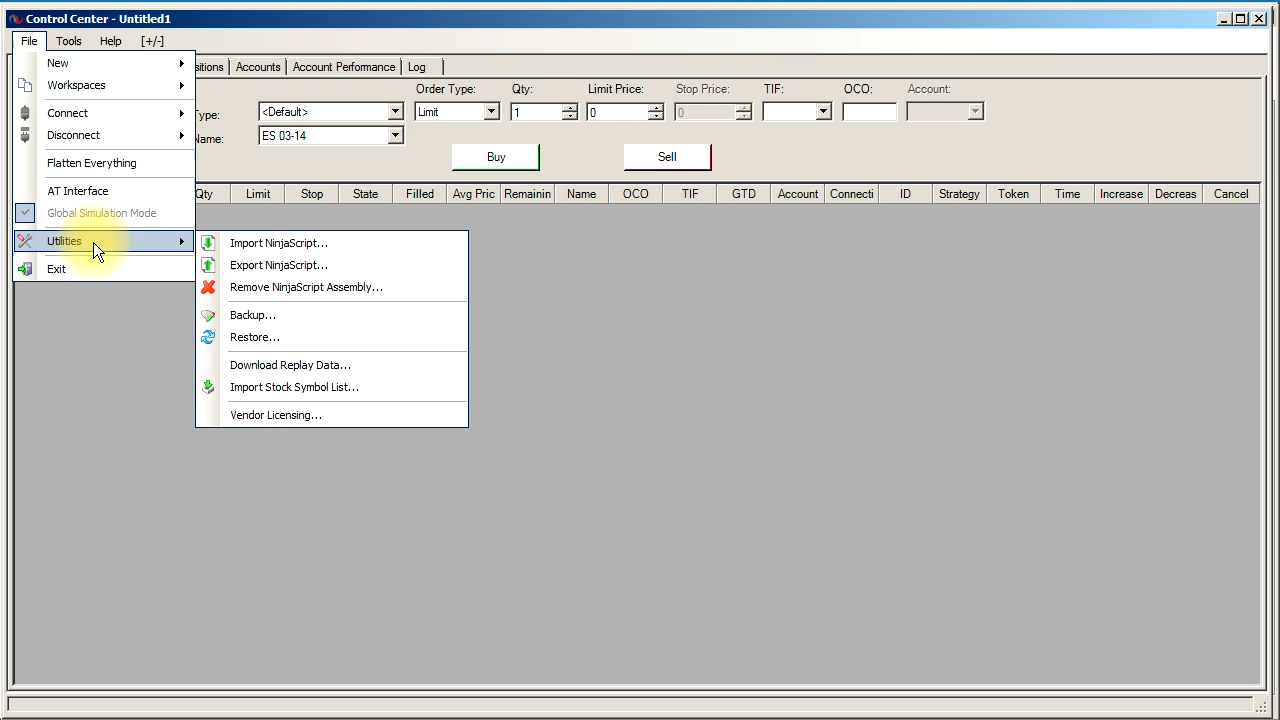 Control Center - Untitled1
File Tools Help [+/-]
sitions Accounts Account Performance Log
New
Workspaces
Connect
Disconnect
Flatten Everything
AT Interface
Global Simulation Mode
Utilities
Exit
Order Type: Qty: Limit Price: Stop Price: TIF: OCO: Account:
Type: <Default> Limit 1 0 0
Name: ES 03-14
Buy Sell
Qty Limit Stop State Filled Avg Pric Remainin Name OCO TIF GTD Account Connecti ID Strategy Token Time Increase Decreas Cancel
Import NinjaScript...
Export NinjaScript...
Remove NinjaScript Assembly...
Backup...
Restore...
Download Replay Data...
Import Stock Symbol List...
Vendor Licensing...